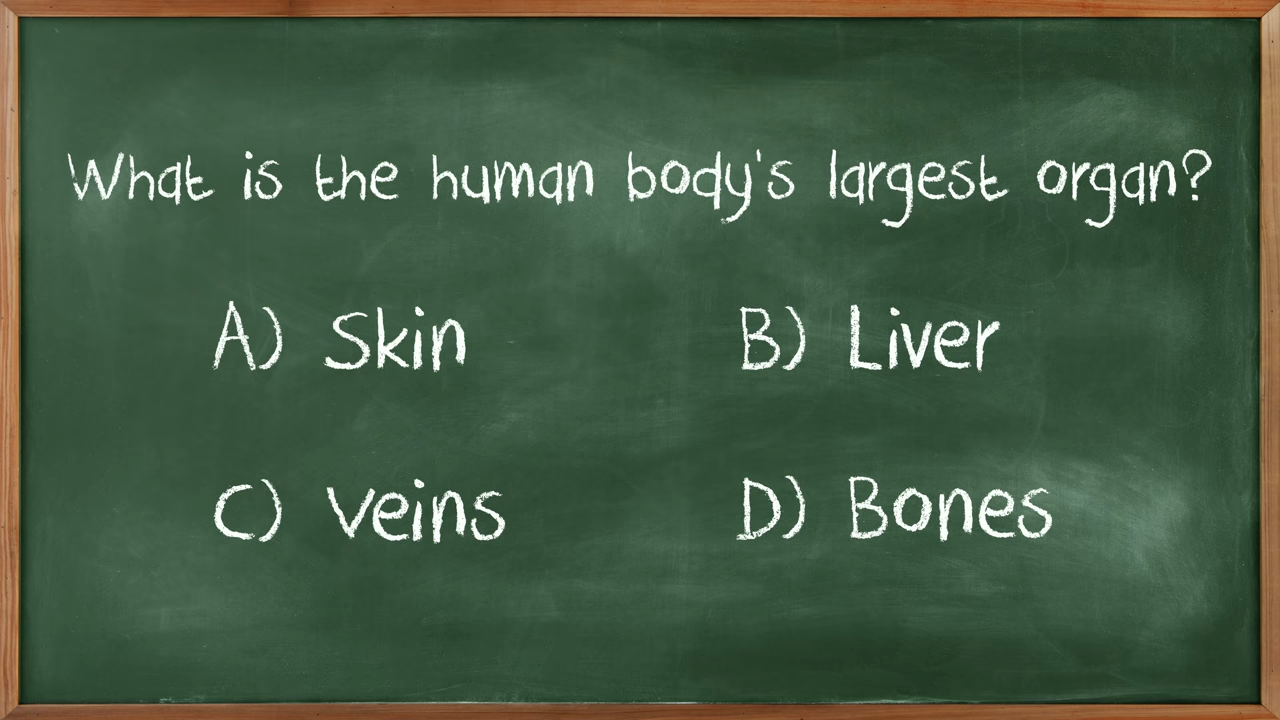 What is the human body's largest organ?
A) Skin B) Liver
C) Veins D) Bones